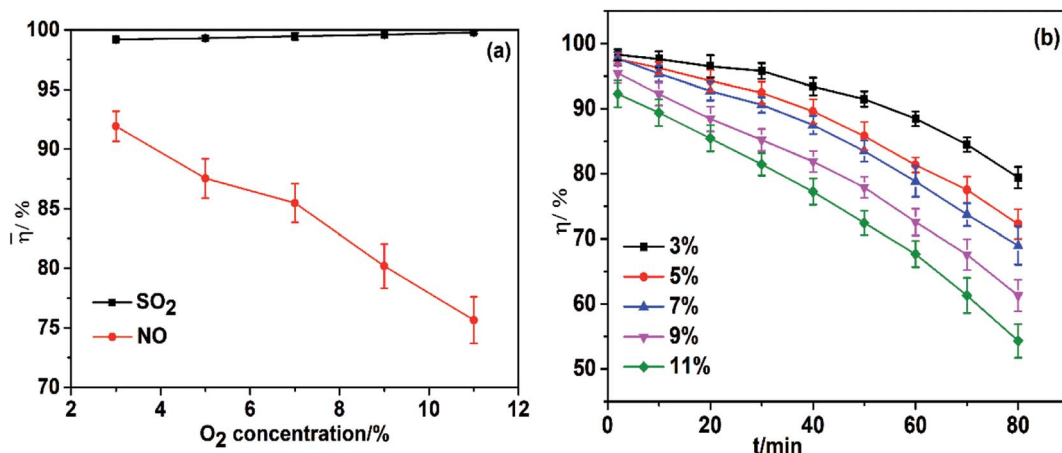 (a)
100
95
90
85
80
75
70
η̅/ %
SO2
NO
2 4 6 8 10 12
O2 concentration/%
(b)
100
90
80
70
60
50
η/ %
3%
5%
7%
9%
11%
0 20 40 60 80
t/min